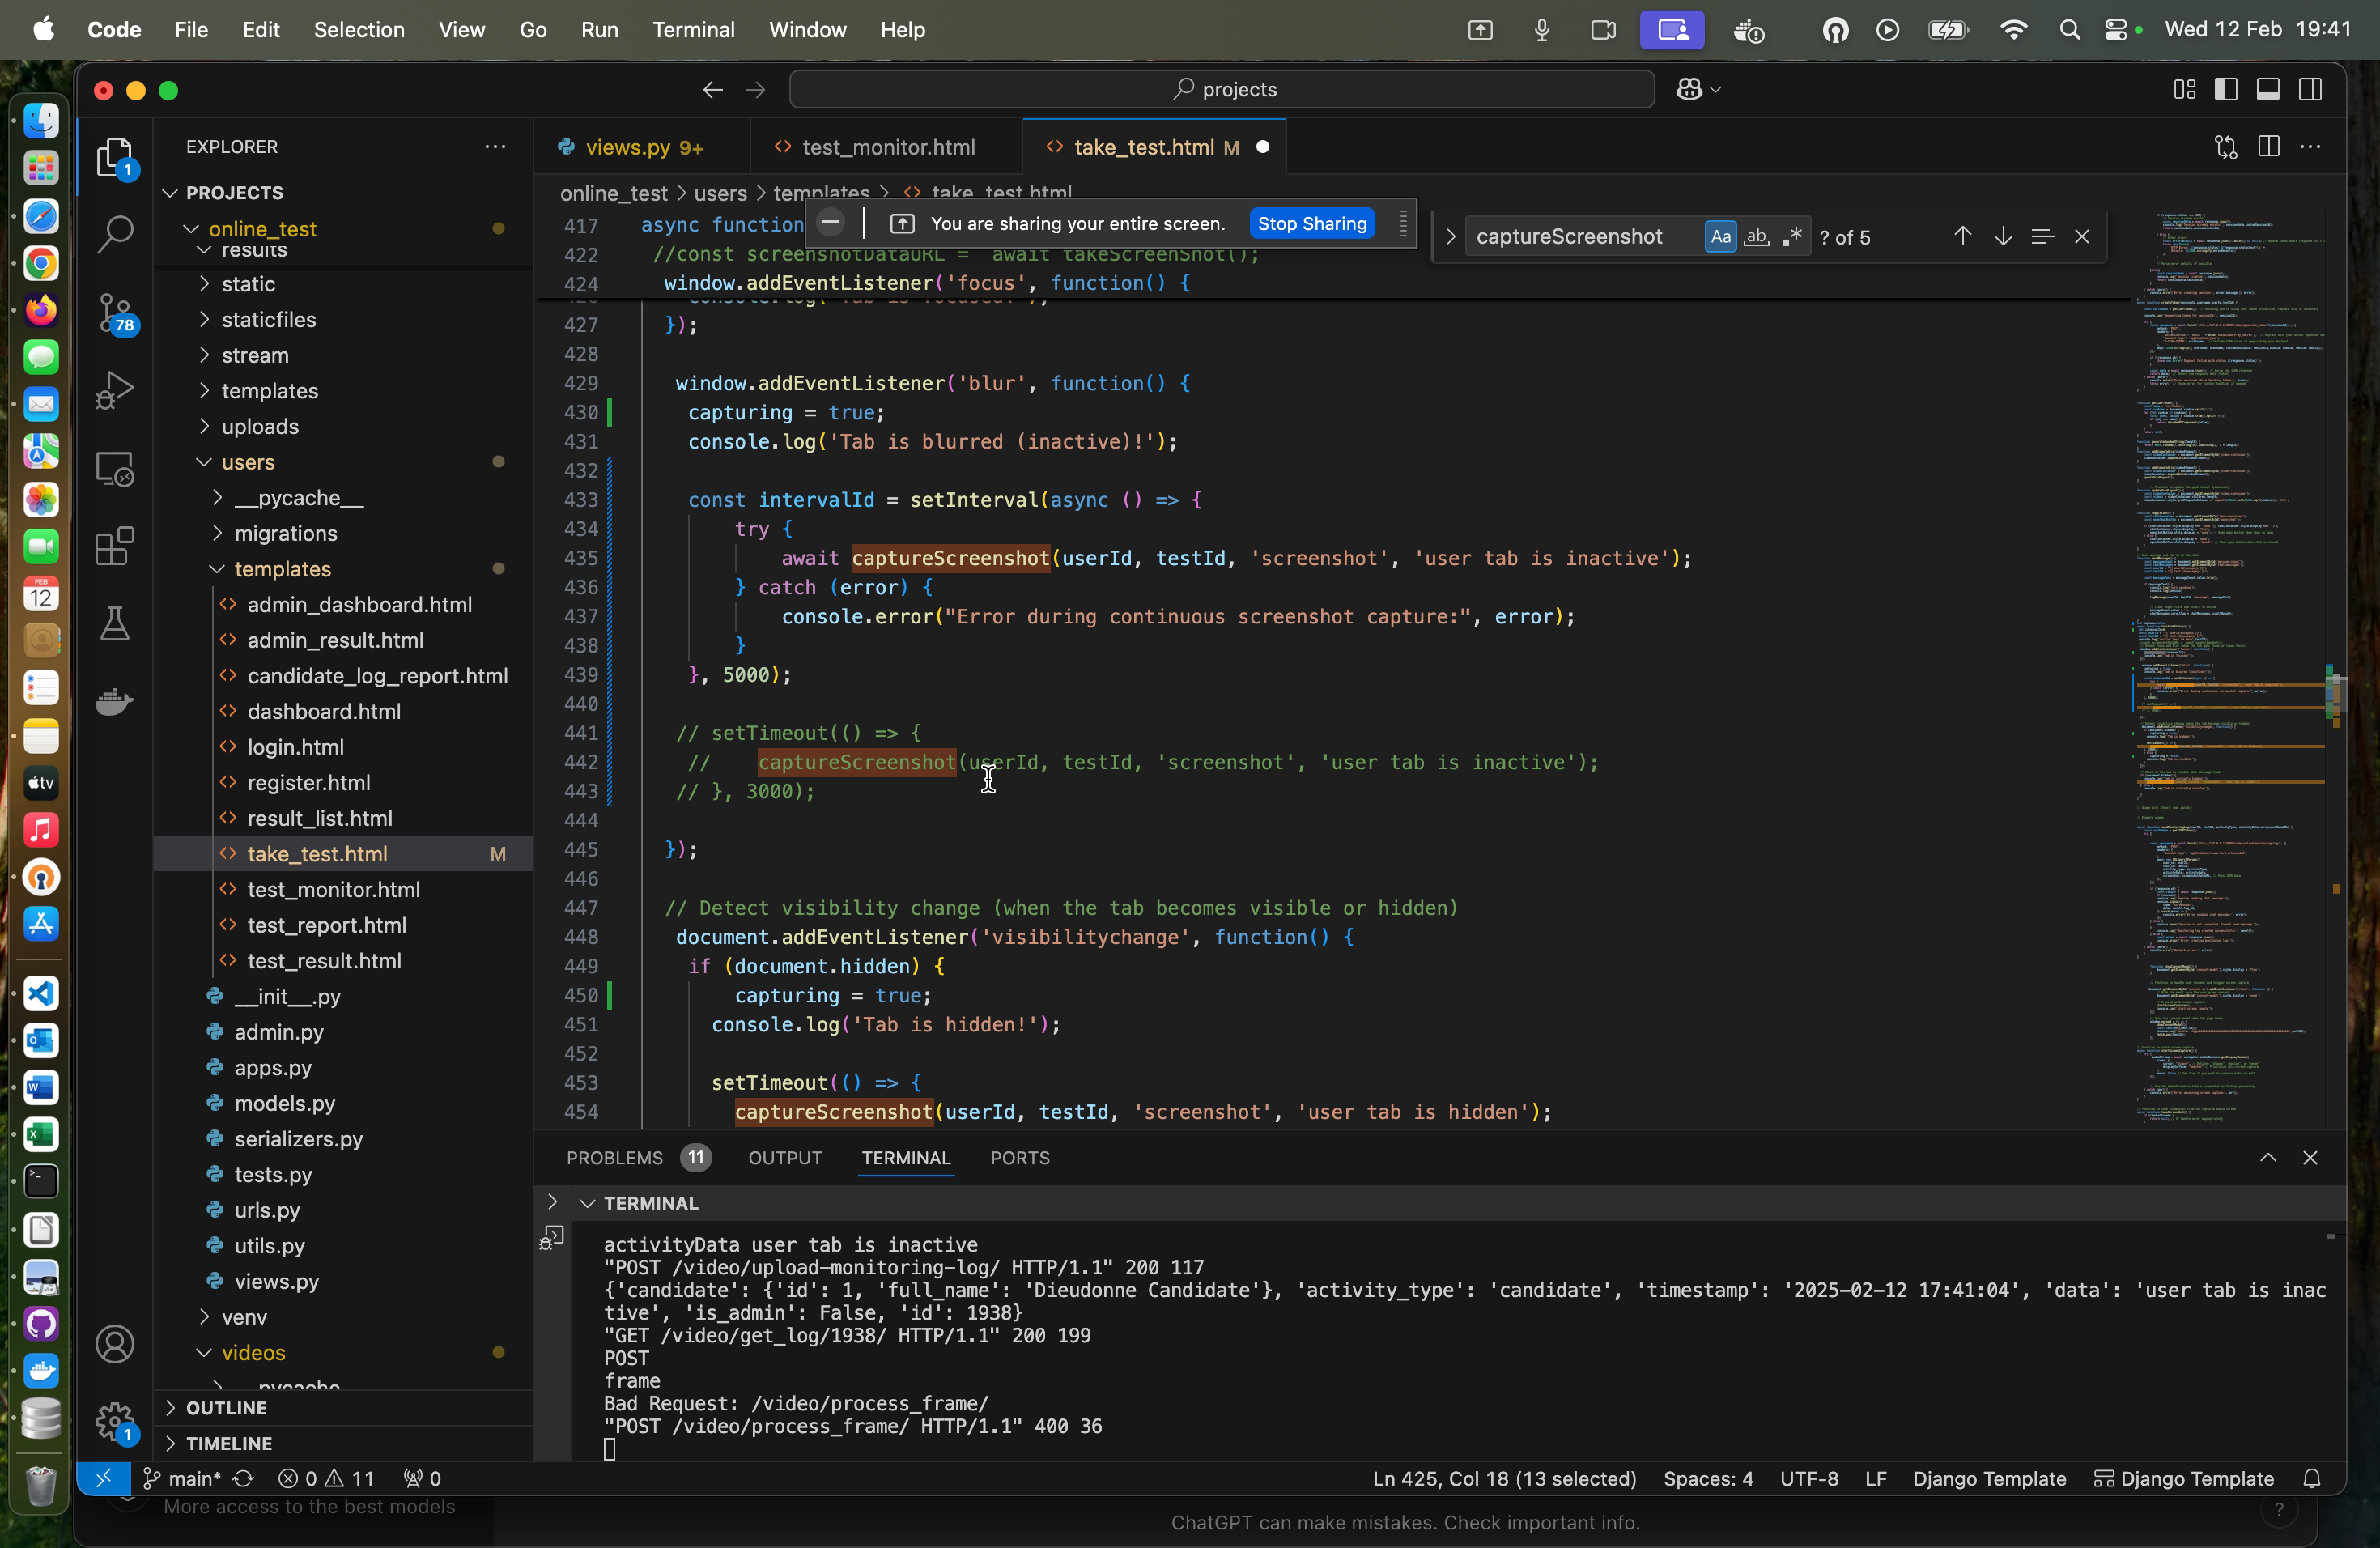 Code File Edit Selection View Go Run Terminal Window Help Wed 12 Feb 19:41
projects
EXPLORER
views.py 9+
test_monitor.html
take_test.html M
PROJECTS
online_test
results
static
staticfiles
stream
templates
uploads
users
__pycache__
migrations
templates
admin_dashboard.html
admin_result.html
candidate_log_report.html
dashboard.html
login.html
register.html
result_list.html
take_test.html M
test_monitor.html
test_report.html
test_result.html
__init__.py
admin.py
apps.py
models.py
serializers.py
tests.py
urls.py
utils.py
views.py
venv
videos
pycache
OUTLINE
TIMELINE
1
78
1
FEB
12
tv
online_test > users > templates > take_test.html
You are sharing your entire screen. Stop Sharing
captureScreenshot Aa ab ? of 5
417 async function
422 //const screenshotDataURL = await takeScreenShot();
424 window.addEventListener('focus', function() {
console.log('Tab is focused!');
427 });
428
429 window.addEventListener('blur', function() {
430 capturing = true;
431 console.log('Tab is blurred (inactive)!');
432
433 const intervalId = setInterval(async () => {
434 try {
435 await captureScreenshot(userId, testId, 'screenshot', 'user tab is inactive');
436 } catch (error) {
437 console.error("Error during continuous screenshot capture:", error);
438 }
439 }, 5000);
440
441 // setTimeout(() => {
442 // captureScreenshot(userId, testId, 'screenshot', 'user tab is inactive');
443 // }, 3000);
444
445 });
446
447 // Detect visibility change (when the tab becomes visible or hidden)
448 document.addEventListener('visibilitychange', function() {
449 if (document.hidden) {
450 capturing = true;
451 console.log('Tab is hidden!');
452
453 setTimeout(() => {
454 captureScreenshot(userId, testId, 'screenshot', 'user tab is hidden');
PROBLEMS 11 OUTPUT TERMINAL PORTS
TERMINAL
activityData user tab is inactive
"POST /video/upload-monitoring-log/ HTTP/1.1" 200 117
{'candidate': {'id': 1, 'full_name': 'Dieudonne Candidate'}, 'activity_type': 'candidate', 'timestamp': '2025-02-12 17:41:04', 'data': 'user tab is inac
tive', 'is_admin': False, 'id': 1938}
"GET /video/get_log/1938/ HTTP/1.1" 200 199
POST
frame
Bad Request: /video/process_frame/
"POST /video/process_frame/ HTTP/1.1" 400 36
main* 0 11 0 Ln 425, Col 18 (13 selected) Spaces: 4 UTF-8 LF Django Template Django Template
More access to the best models
ChatGPT can make mistakes. Check important info.
?